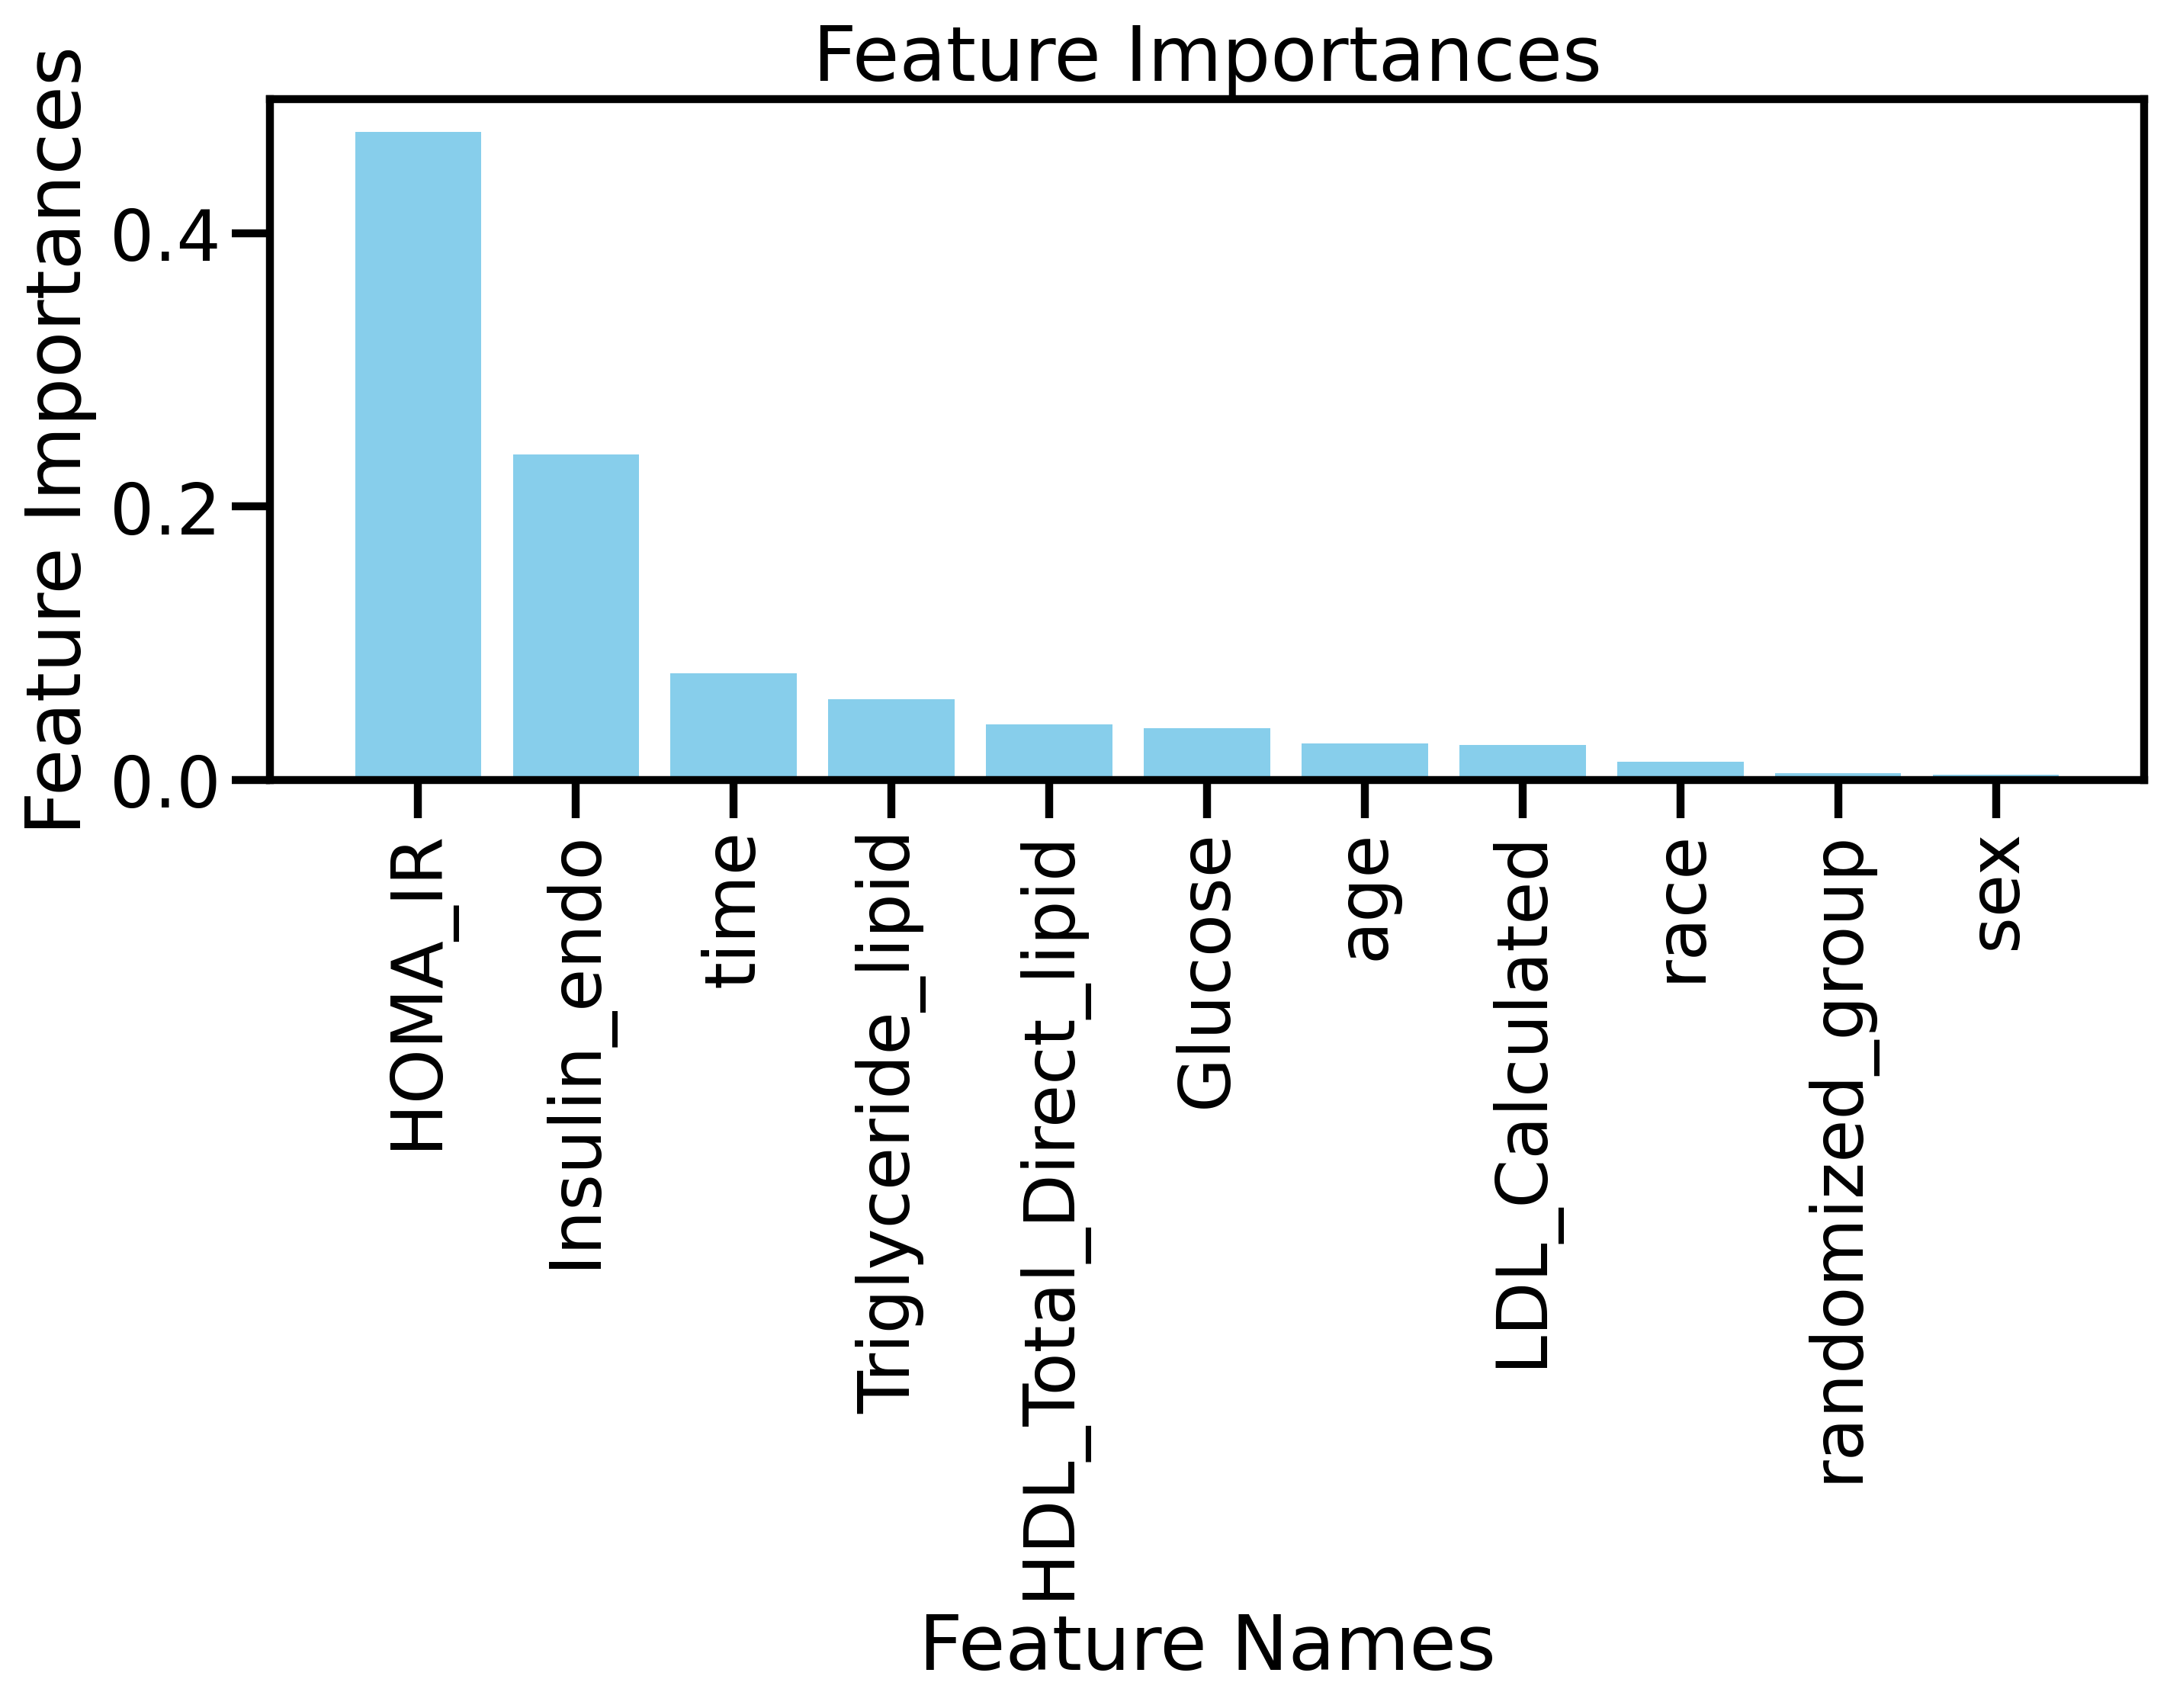 Feature Importances
Feature Importances
0.4
0.2
0.0
HOMA_IR
Insulin_endo
time
Triglyceride_lipid
HDL_Total_Direct_lipid
Glucose
age
LDL_Calculated
race
randomized_group
sex
Feature Names